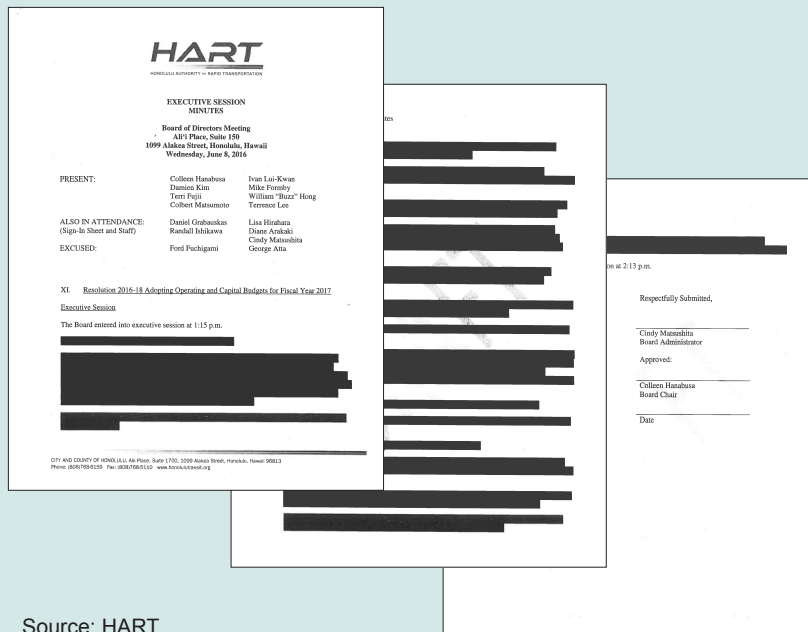 HART
HONOLULU AUTHORITY for RAPID TRANSPORTATION
EXECUTIVE SESSION
MINUTES
Board of Directors Meeting
Ali'i Place, Suite 150
1099 Alakea Street, Honolulu, Hawaii
Wednesday, June 8, 2016
PRESENT: Colleen Hanabusa Ivan Lui-Kwan
Damien Kim Mike Formby
Terri Fujii William "Buzz" Hong
Colbert Matsumoto Terrence Lee
ALSO IN ATTENDANCE: Daniel Grabauskas Lisa Hirahara
(Sign-In Sheet and Staff) Randall Ishikawa Diane Arakaki
Cindy Matsushita
EXCUSED: Ford Fuchigami George Atta
XI. Resolution 2016-18 Adopting Operating and Capital Budgets for Fiscal Year 2017
Executive Session
The Board entered into executive session at 1:15 p.m.
CITY AND COUNTY OF HONOLULU, Alii Place, Suite 1700, 1099 Alakea Street, Honolulu, Hawaii 96813
Phone: (808)768-6159 Fax: (808)768-5110 www.honolulutransit.org
tes
on at 2:13 p.m.
Respectfully Submitted,
Cindy Matsushita
Board Administrator
Approved:
Colleen Hanabusa
Board Chair
Date
Source: HART